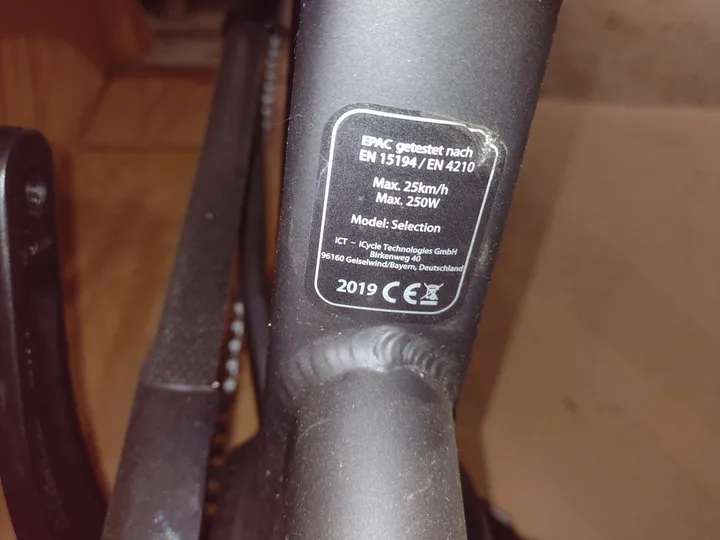 EPAC getestet nach
EN 15194 / EN 4210
Max. 25km/h
Max. 250W
Model: Selection
ICT - iCycle Technologies GmbH
Birkenweg 40
96160 Geiselwind/Bayern, Deutschland
2019 CE